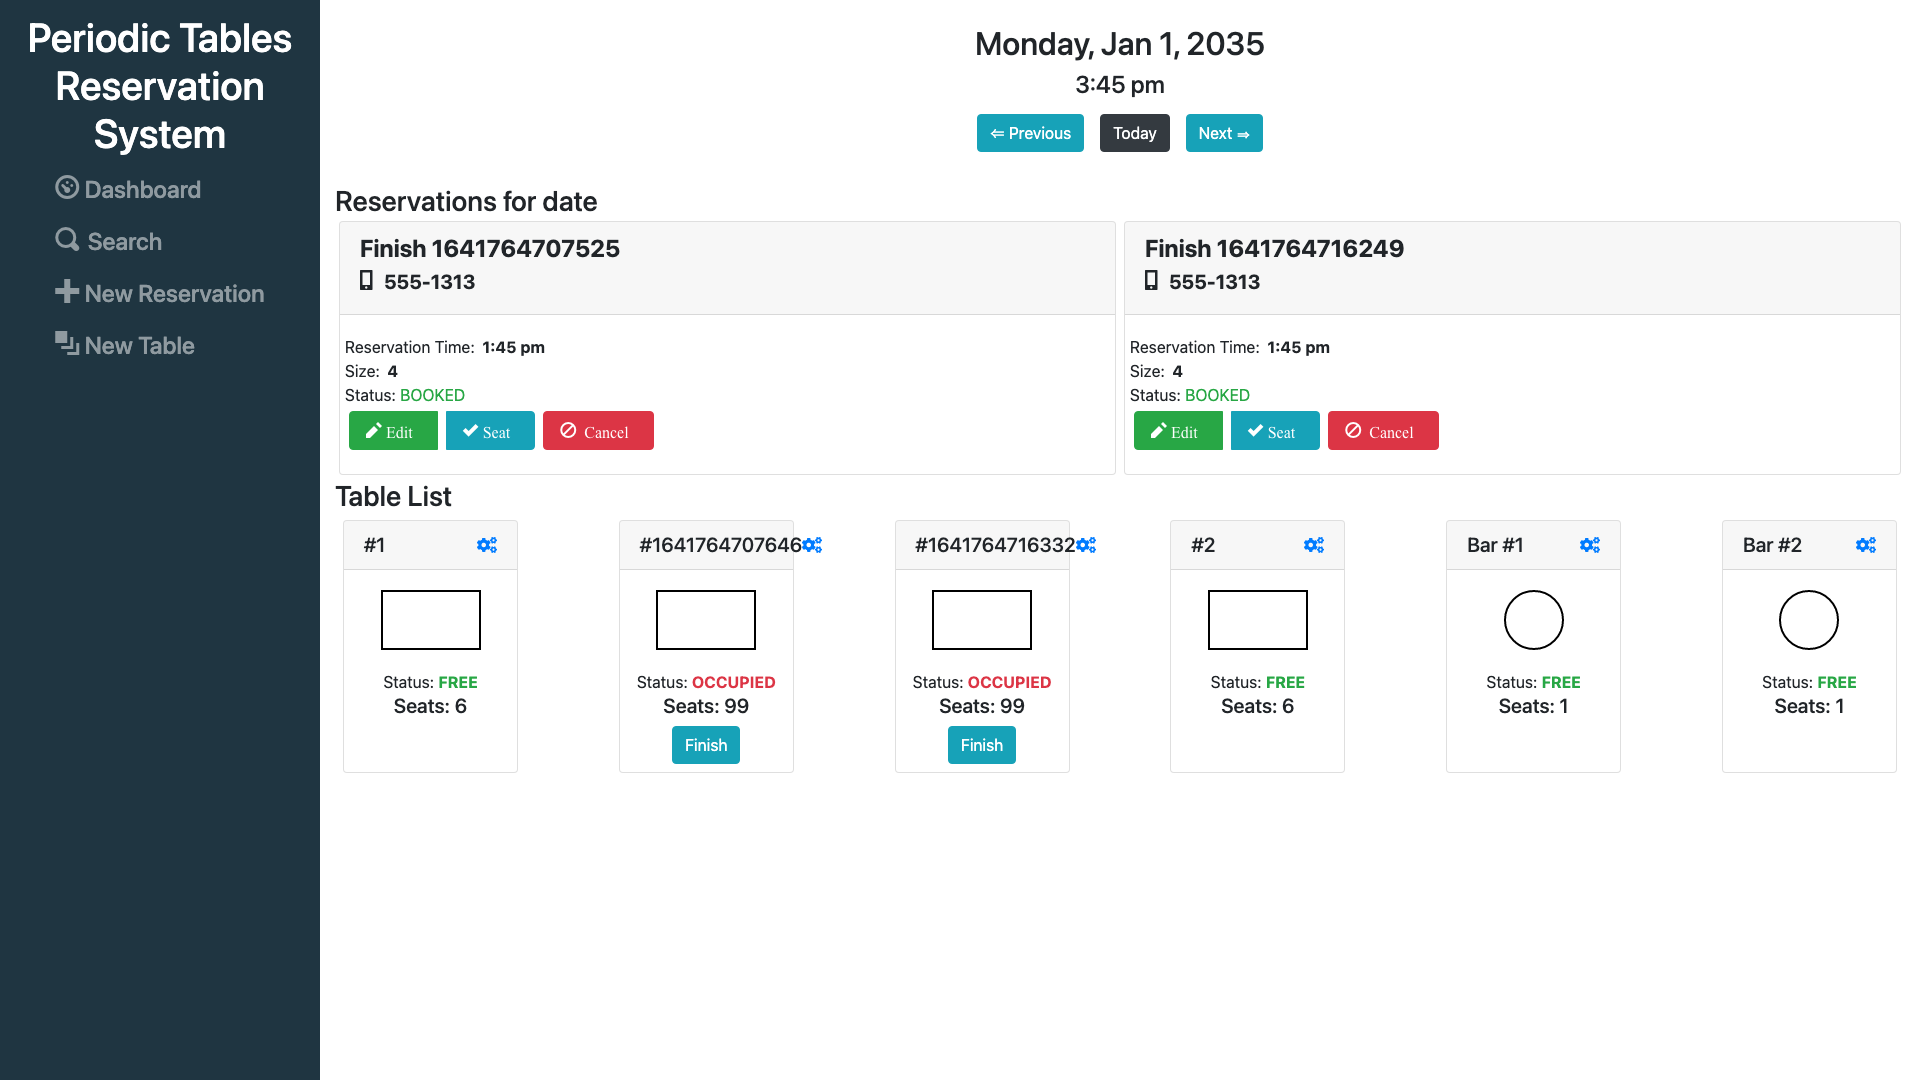 Periodic Tables
Reservation
System
Dashboard
Search
New Reservation
New Table
Monday, Jan 1, 2035
3:45 pm
⇐ Previous
Today
Next ⇒
Reservations for date
Finish 1641764707525
555-1313
Reservation Time: 1:45 pm
Size: 4
Status: BOOKED
Edit
Seat
Cancel
Finish 1641764716249
555-1313
Reservation Time: 1:45 pm
Size: 4
Status: BOOKED
Edit
Seat
Cancel
Table List
#1
Status: FREE
Seats: 6
#1641764707646
Status: OCCUPIED
Seats: 99
Finish
#1641764716332
Status: OCCUPIED
Seats: 99
Finish
#2
Status: FREE
Seats: 6
Bar #1
Status: FREE
Seats: 1
Bar #2
Status: FREE
Seats: 1